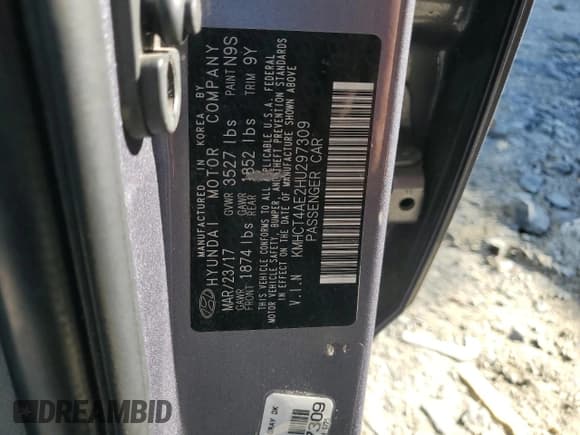 MANUFACTURED IN KOREA BY
HYUNDAI MOTOR COMPANY
PAINT N9S
MAR/23/17 GVWR 3527 lbs TRIM 9Y
GAWR FRONT 1874 lbs GAWR REAR 1852 lbs
THIS VEHICLE CONFORMS TO ALL APPLICABLE U.S.A. FEDERAL
MOTOR VEHICLE SAFETY, BUMPER, AND THEFT PREVENTION STANDARDS
IN EFFECT ON THE DATE OF MANUFACTURE SHOWN ABOVE
V.I.N KMHCT4AE2HU297309
PASSENGER CAR
7309
DREAMBID